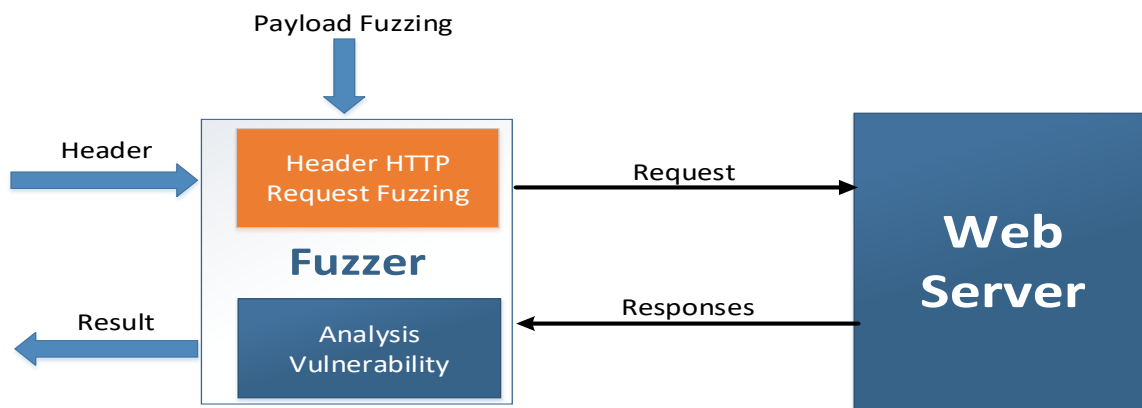 Payload Fuzzing
Header
Header HTTP
Request Fuzzing
Request
Fuzzer
Web
Server
Result
Analysis
Vulnerability
Responses